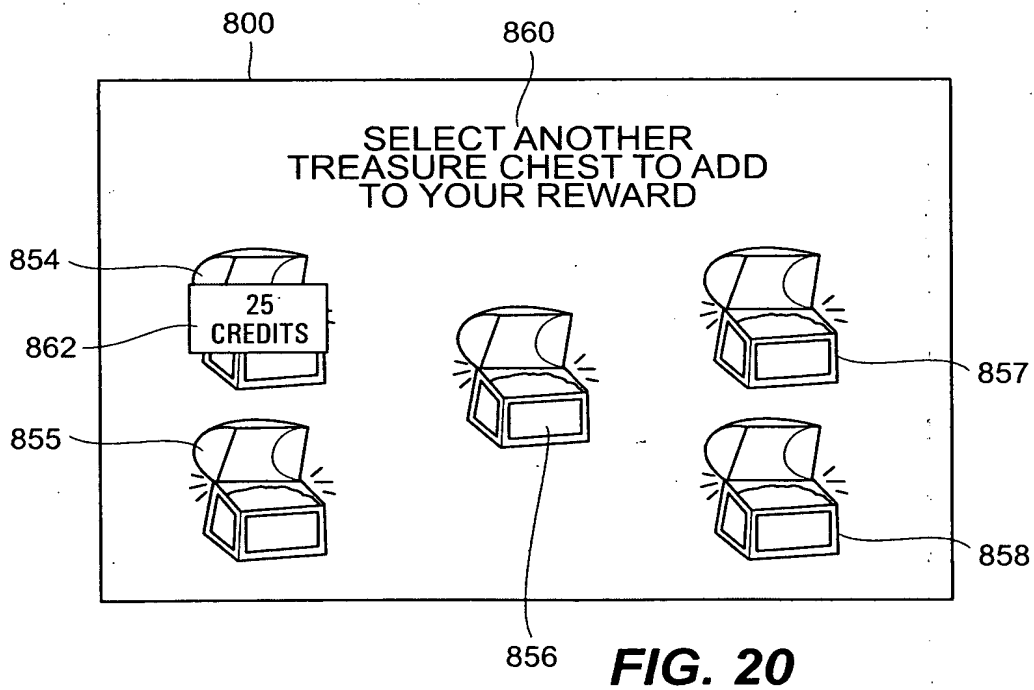 800
860
SELECT ANOTHER
TREASURE CHEST TO ADD
TO YOUR REWARD
854
25
CREDITS
862
857
855
858
856
FIG. 20